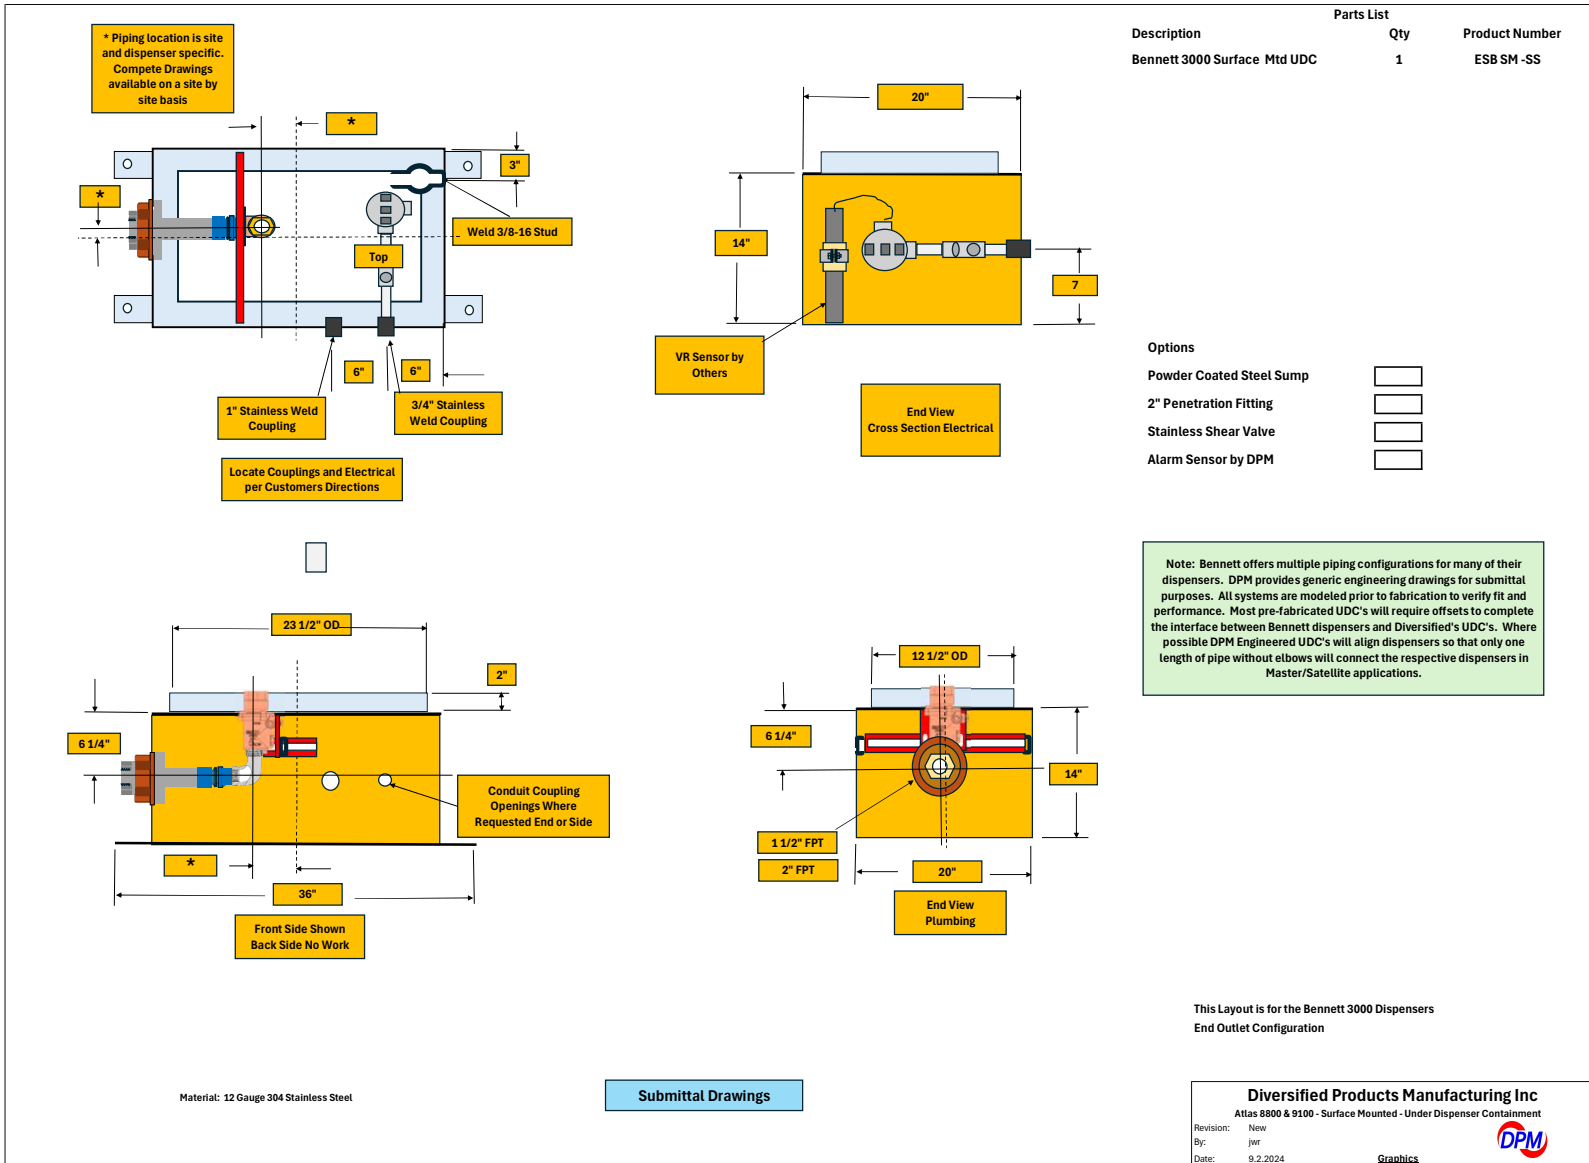 * Piping location is site
and dispenser specific.
Compete Drawings
available on a site by
site basis
*
3"
*
Weld 3/8-16 Stud
Top
6"
6"
1" Stainless Weld
Coupling
3/4" Stainless
Weld Coupling
Locate Couplings and Electrical
per Customers Directions
20"
14"
7
VR Sensor by
Others
End View
Cross Section Electrical
Parts List
Description Qty Product Number
Bennett 3000 Surface Mtd UDC 1 ESB SM -SS
Options
Powder Coated Steel Sump
2" Penetration Fitting
Stainless Shear Valve
Alarm Sensor by DPM
Note: Bennett offers multiple piping configurations for many of their
dispensers. DPM provides generic engineering drawings for submittal
purposes. All systems are modeled prior to fabrication to verify fit and
performance. Most pre-fabricated UDC's will require offsets to complete
the interface between Bennett dispensers and Diversified's UDC's. Where
possible DPM Engineered UDC's will align dispensers so that only one
length of pipe without elbows will connect the respective dispensers in
Master/Satellite applications.
23 1/2" OD
2"
6 1/4"
Conduit Coupling
Openings Where
Requested End or Side
*
36"
Front Side Shown
Back Side No Work
12 1/2" OD
6 1/4"
14"
1 1/2" FPT
2" FPT
20"
End View
Plumbing
This Layout is for the Bennett 3000 Dispensers
End Outlet Configuration
Material: 12 Gauge 304 Stainless Steel
Submittal Drawings
Diversified Products Manufacturing Inc
Atlas 8800 & 9100 - Surface Mounted - Under Dispenser Containment
Revision: New
By: jwr
Date: 9.2.2024 Graphics
DPM